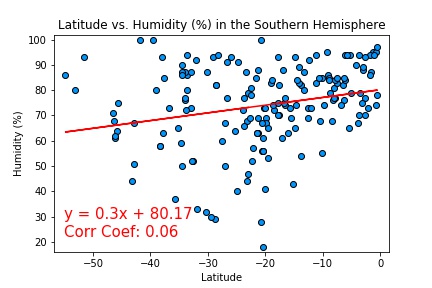 Latitude vs. Humidity (%) in the Southern Hemisphere
100
90
80
70
60
50
40
30
20
Humidity (%)
y = 0.3x + 80.17
Corr Coef: 0.06
−50 −40 −30 −20 −10 0
Latitude